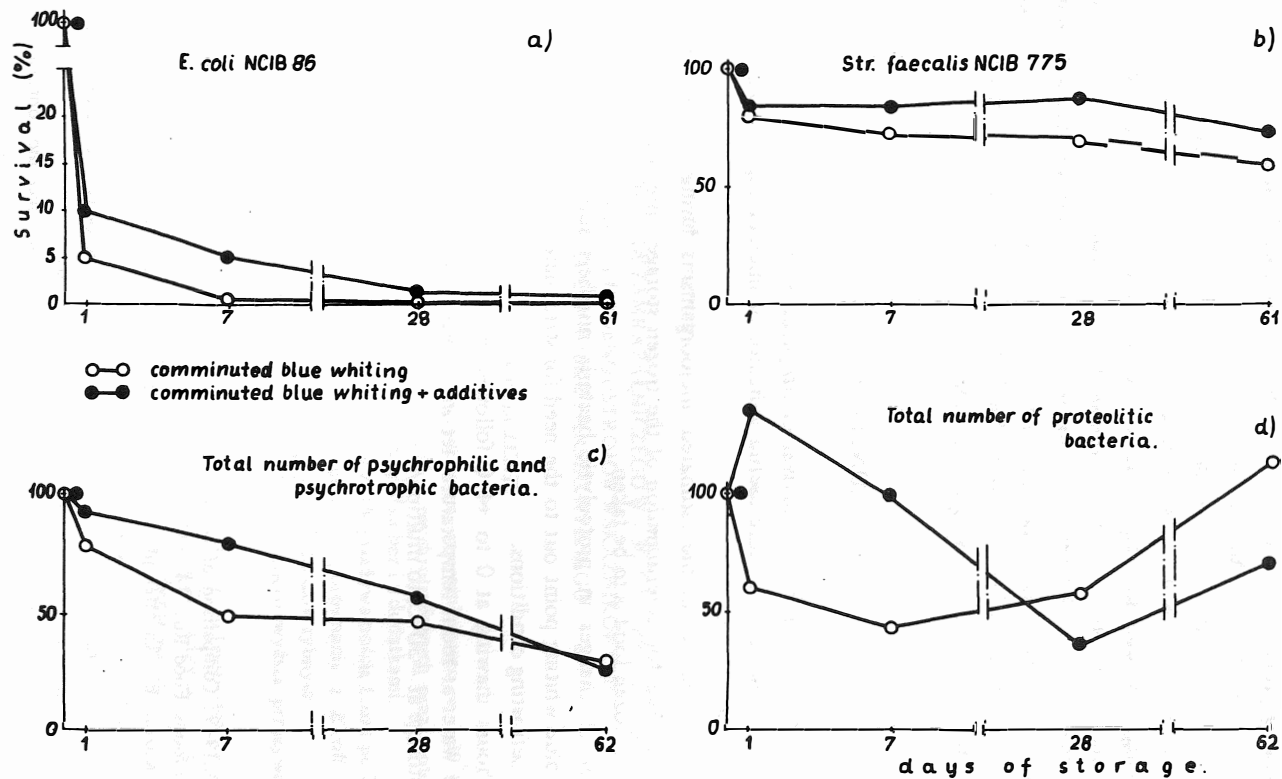 a)
E. coli NCIB 86
Survival (%)
100
20
15
10
5
0
1 7 28 61
b)
Str. faecalis NCIB 775
100
50
0
1 7 28 61
comminuted blue whiting
comminuted blue whiting + additives
c)
Total number of psychrophilic and
psychrotrophic bacteria.
100
50
0
1 7 28 62
d)
Total number of proteolitic
bacteria.
100
50
0
1 7 28 62
days of storage.